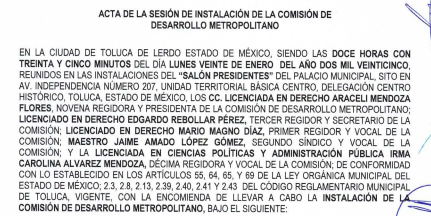 ACTA DE LA SESIÓN DE INSTALACIÓN DE LA COMISIÓN DE
DESARROLLO METROPOLITANO
EN LA CIUDAD DE TOLUCA DE LERDO ESTADO DE MÉXICO, SIENDO LAS DOCE HORAS CON
TREINTA Y CINCO MINUTOS DEL DÍA LUNES VEINTE DE ENERO DEL AÑO DOS MIL VEINTICINCO,
REUNIDOS EN LAS INSTALACIONES DEL "SALÓN PRESIDENTES" DEL PALACIO MUNICIPAL, SITO EN
AV. INDEPENDENCIA NÚMERO 207, UNIDAD TERRITORIAL BÁSICA CENTRO, DELEGACIÓN CENTRO
HISTÓRICO, TOLUCA, ESTADO DE MÉXICO, LOS CC. LICENCIADA EN DERECHO ARACELI MENDOZA
FLORES, NOVENA REGIDORA Y PRESIDENTA DE LA COMISIÓN DE DESARROLLO METROPOLITANO;
LICENCIADO EN DERECHO EDGARDO REBOLLAR PÉREZ, TERCER REGIDOR Y SECRETARIO DE LA
COMISIÓN; LICENCIADO EN DERECHO MARIO MAGNO DÍAZ, PRIMER REGIDOR Y VOCAL DE LA
COMISIÓN; MAESTRO JAIME AMADO LÓPEZ GÓMEZ, SEGUNDO SÍNDICO Y VOCAL DE LA
COMISIÓN; Y LA LICENCIADA EN CIENCIAS POLÍTICAS Y ADMINISTRACIÓN PÚBLICA IRMA
CAROLINA ALVAREZ MENDOZA, DÉCIMA REGIDORA Y VOCAL DE LA COMISIÓN; DE CONFORMIDAD
CON LO ESTABLECIDO EN LOS ARTÍCULOS 55, 64, 65, Y 69 DE LA LEY ORGÁNICA MUNICIPAL DEL
ESTADO DE MÉXICO; 2.3, 2.8, 2.13, 2.39, 2.40, 2.41 Y 2.43 DEL CÓDIGO REGLAMENTARIO MUNICIPAL
DE TOLUCA, VIGENTE, CON LA ENCOMIENDA DE LLEVAR A CABO LA INSTALACIÓN DE LA
COMISIÓN DE DESARROLLO METROPOLITANO, BAJO EL SIGUIENTE: